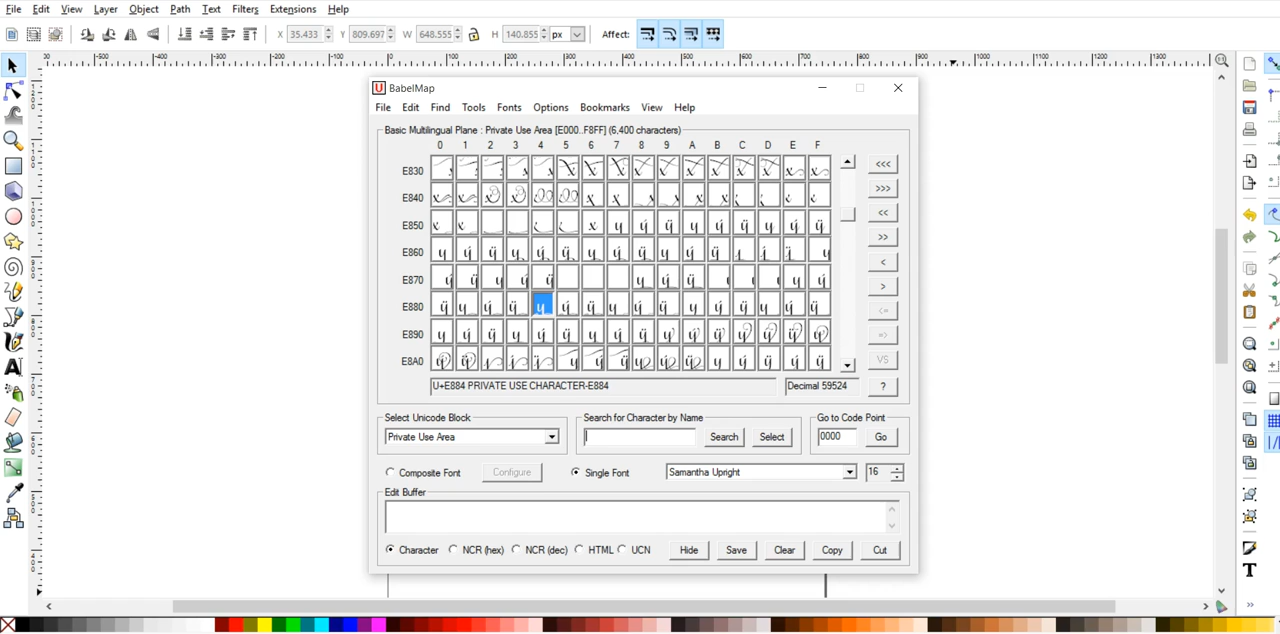 File Edit View Layer Object Path Text Filters Extensions Help
X 35.433 Y 809.697 W 648.555 H 140.855 px Affect:
BabelMap
File Edit Find Tools Fonts Options Bookmarks View Help
Basic Multilingual Plane : Private Use Area [E000..F8FF] (6,400 characters)
0 1 2 3 4 5 6 7 8 9 A B C D E F
E830
E840
E850
E860
E870
E880
E890
E8A0
<<<
>>>
<<
>>
<
>
<=
=>
VS
U+E884 PRIVATE USE CHARACTER-E884 Decimal 59524 ?
Select Unicode Block Search for Character by Name Go to Code Point
Private Use Area Search Select 0000 Go
Composite Font Configure Single Font Samantha Upright 16
Edit Buffer
Character NCR (hex) NCR (dec) HTML UCN Hide Save Clear Copy Cut